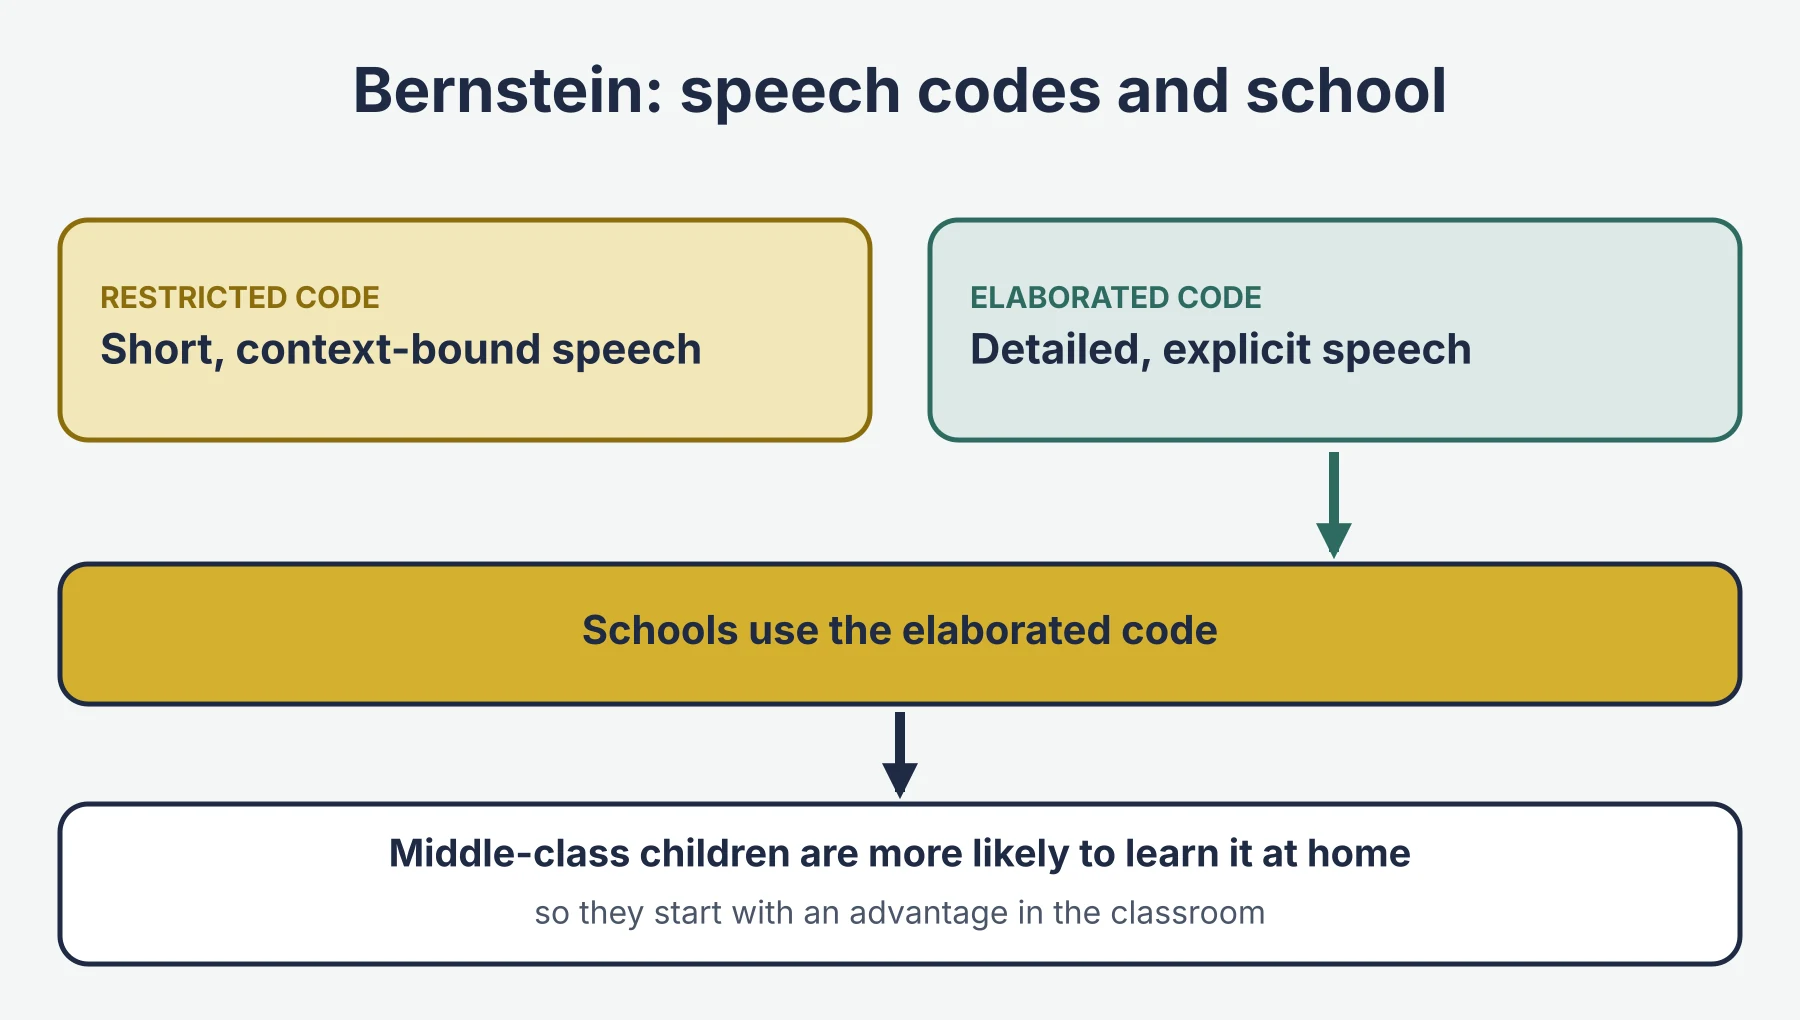 Bernstein: speech codes and school
RESTRICTED CODE
Short, context-bound speech
ELABORATED CODE
Detailed, explicit speech
Schools use the elaborated code
Middle-class children are more likely to learn it at home
so they start with an advantage in the classroom